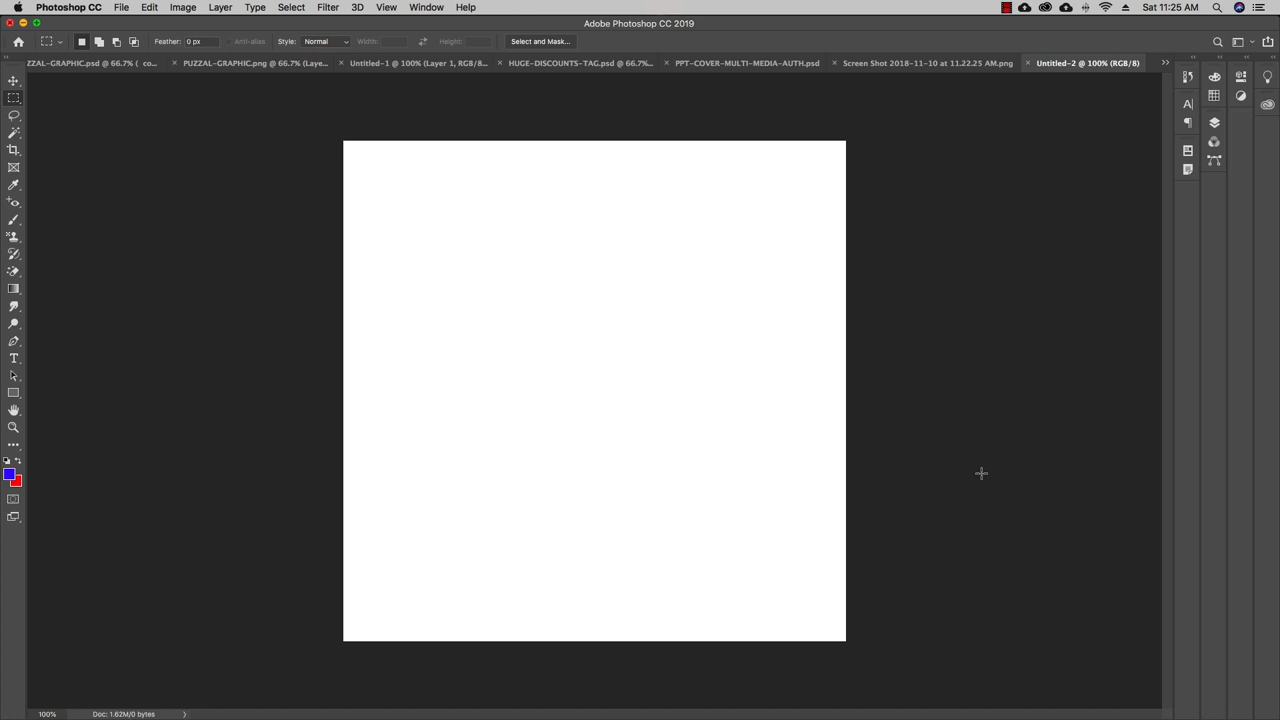 Photoshop CC File Edit Image Layer Type Select Filter 3D View Window Help Sat 11:25 AM
Adobe Photoshop CC 2019
Feather: 0 px Anti-alias Style: Normal Width: Height: Select and Mask...
ZZAL-GRAPHIC.psd @ 66.7% ( co... × PUZZAL-GRAPHIC.png @ 66.7% (Laye... × Untitled-1 @ 100% (Layer 1, RGB/8... × HUGE-DISCOUNTS-TAG.psd @ 66.7%... × PPT-COVER-MULTI-MEDIA-AUTH.psd × Screen Shot 2018-11-10 at 11.22.25 AM.png × Untitled-2 @ 100% (RGB/8)
100% Doc: 1.62M/0 bytes